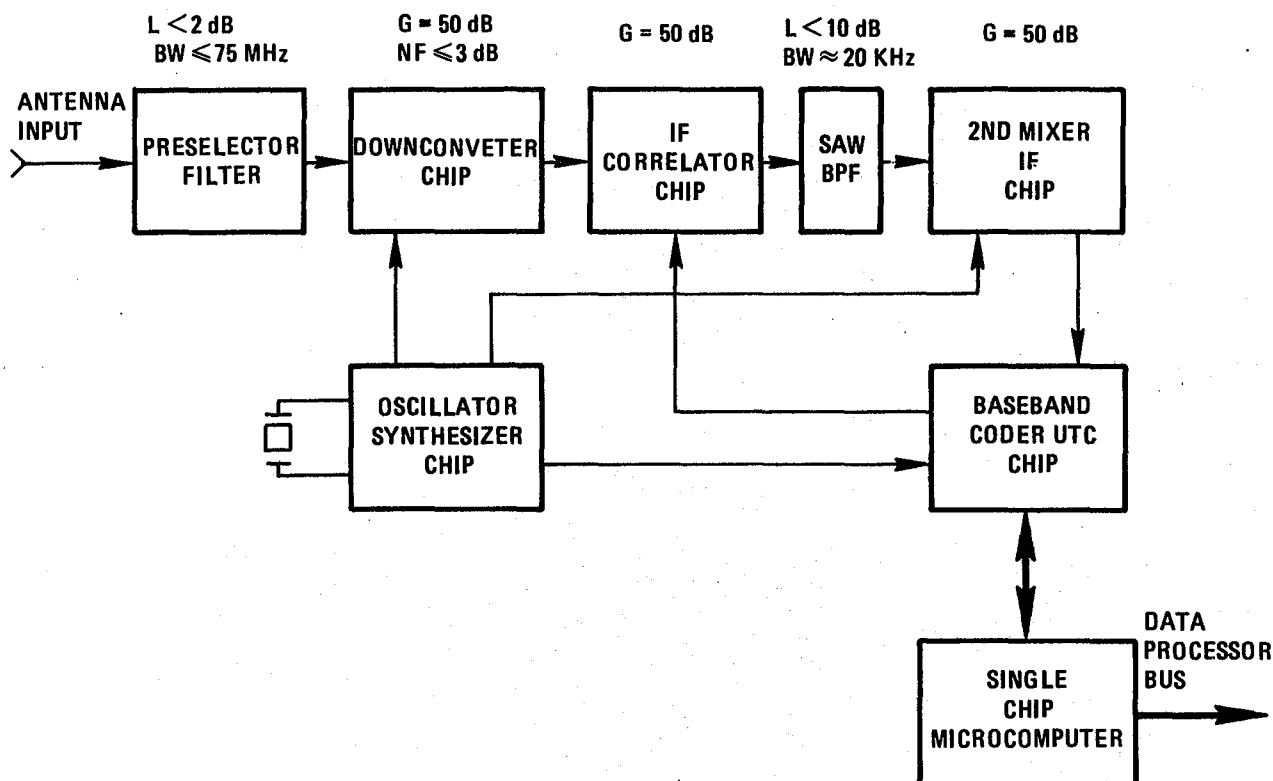 L < 2 dB
BW ≤ 75 MHz
G = 50 dB
NF ≤ 3 dB
G = 50 dB
L < 10 dB
BW ≈ 20 KHz
G = 50 dB
ANTENNA
INPUT
PRESELECTOR
FILTER
DOWNCONVETER
CHIP
IF
CORRELATOR
CHIP
SAW
BPF
2ND MIXER
IF
CHIP
OSCILLATOR
SYNTHESIZER
CHIP
BASEBAND
CODER UTC
CHIP
SINGLE
CHIP
MICROCOMPUTER
DATA
PROCESSOR
BUS